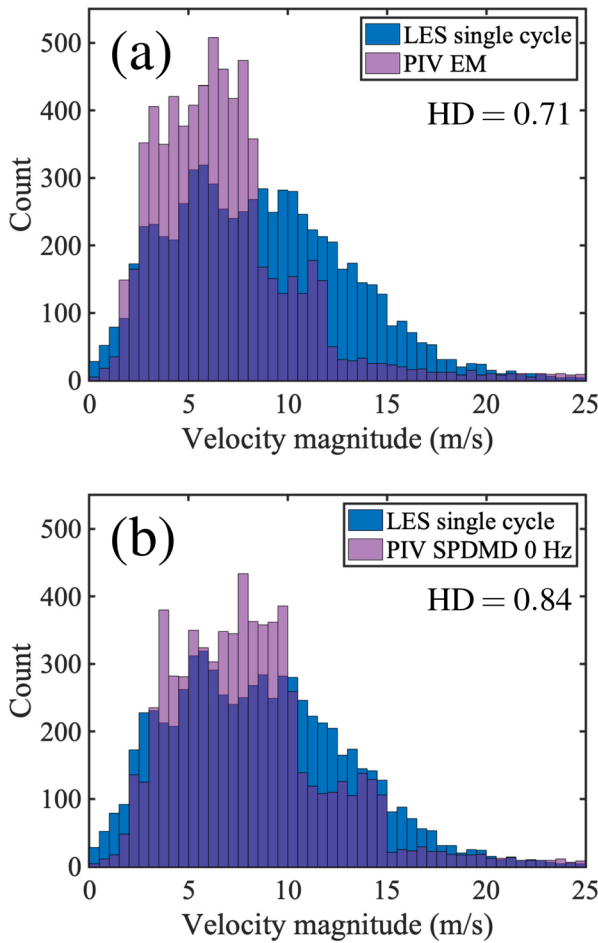 500
(a)
LES single cycle
PIV EM
400
HD = 0.71
300
Count
200
100
0
0 5 10 15 20 25
Velocity magnitude (m/s)
500
(b)
LES single cycle
PIV SPDMD 0 Hz
400
HD = 0.84
300
Count
200
100
0
0 5 10 15 20 25
Velocity magnitude (m/s)